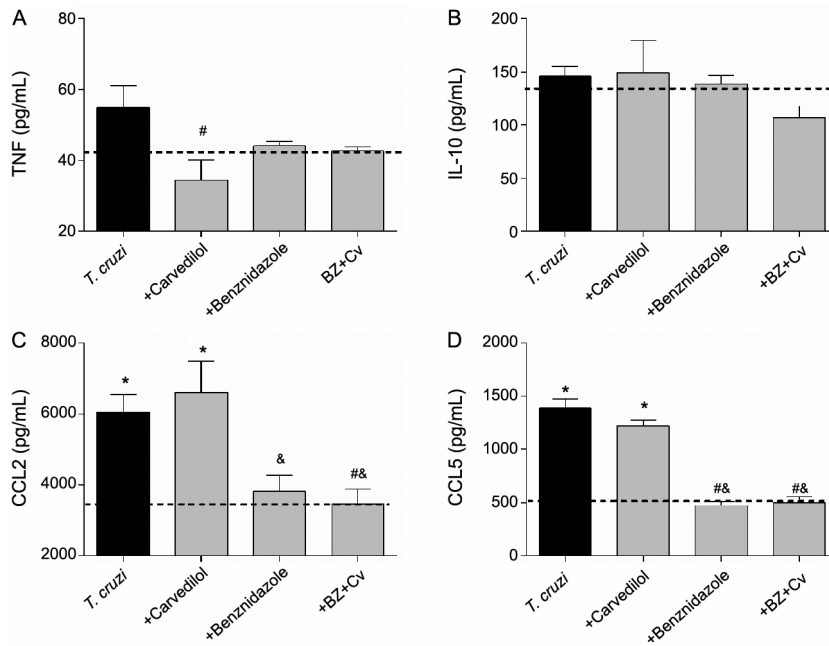 A
TNF (pg/mL)
80
60
40
20
#
T. cruzi
+Carvedilol
+Benznidazole
BZ+Cv
B
IL-10 (pg/mL)
200
150
100
50
0
T. cruzi
+Carvedilol
+Benznidazole
+BZ+Cv
C
CCL2 (pg/mL)
8000
6000
4000
2000
*
*
&
#&
T. cruzi
+Carvedilol
+Benznidazole
+BZ+Cv
D
CCL5 (pg/mL)
2000
1500
1000
500
0
*
*
#&
#&
T. cruzi
+Carvedilol
+Benznidazole
+BZ+Cv